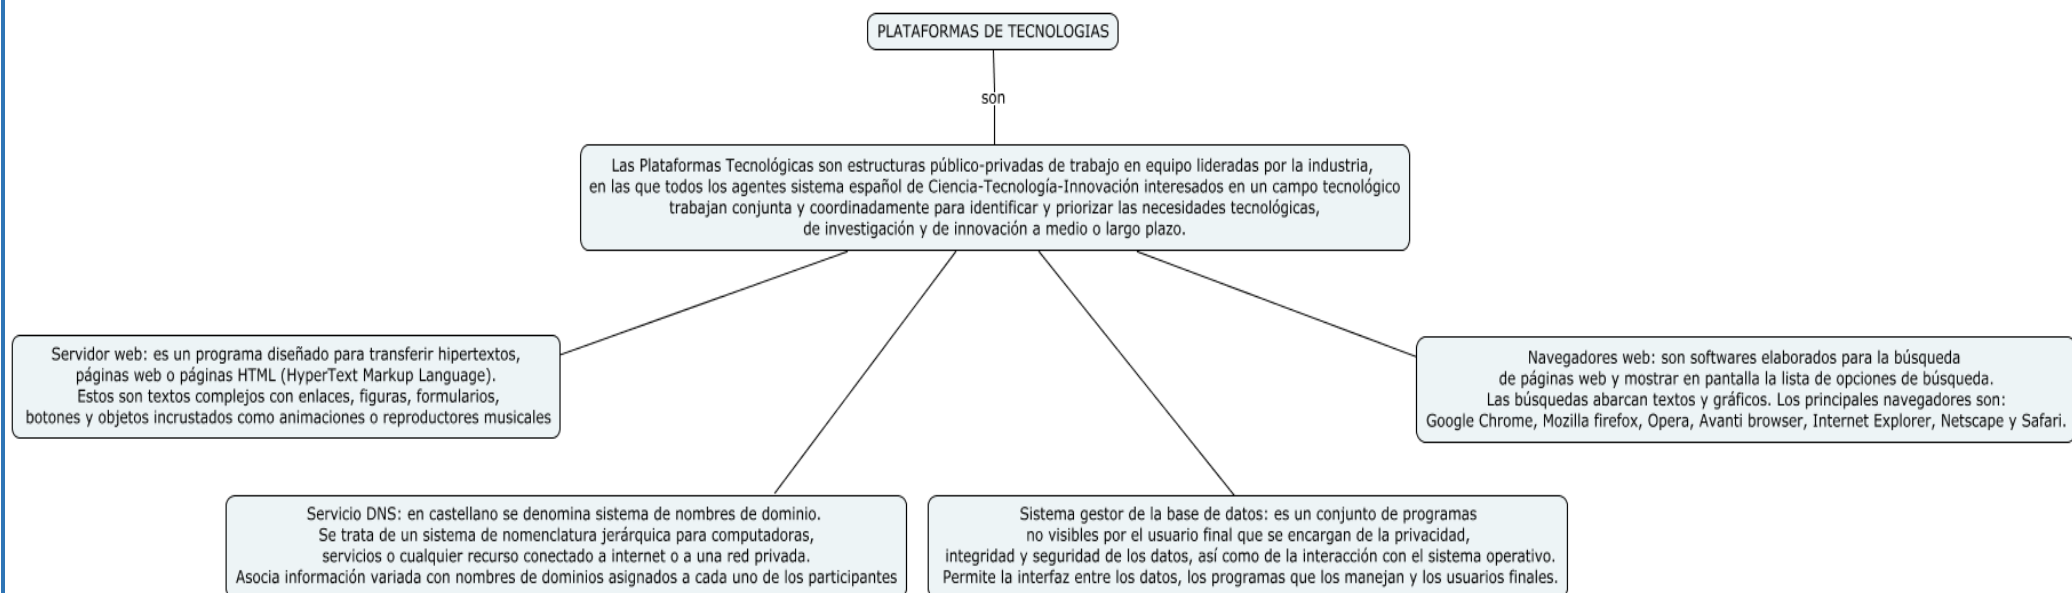 PLATAFORMAS DE TECNOLOGIAS
son
Las Plataformas Tecnológicas son estructuras público-privadas de trabajo en equipo lideradas por la industria,
en las que todos los agentes sistema español de Ciencia-Tecnología-Innovación interesados en un campo tecnológico
trabajan conjunta y coordinadamente para identificar y priorizar las necesidades tecnológicas,
de investigación y de innovación a medio o largo plazo.
Servidor web: es un programa diseñado para transferir hipertextos,
páginas web o páginas HTML (HyperText Markup Language).
Estos son textos complejos con enlaces, figuras, formularios,
botones y objetos incrustados como animaciones o reproductores musicales
Navegadores web: son softwares elaborados para la búsqueda
de páginas web y mostrar en pantalla la lista de opciones de búsqueda.
Las búsquedas abarcan textos y gráficos. Los principales navegadores son:
Google Chrome, Mozilla firefox, Opera, Avanti browser, Internet Explorer, Netscape y Safari.
Servicio DNS: en castellano se denomina sistema de nombres de dominio.
Se trata de un sistema de nomenclatura jerárquica para computadoras,
servicios o cualquier recurso conectado a internet o a una red privada.
Asocia información variada con nombres de dominios asignados a cada uno de los participantes
Sistema gestor de la base de datos: es un conjunto de programas
no visibles por el usuario final que se encargan de la privacidad,
integridad y seguridad de los datos, así como de la interacción con el sistema operativo.
Permite la interfaz entre los datos, los programas que los manejan y los usuarios finales.